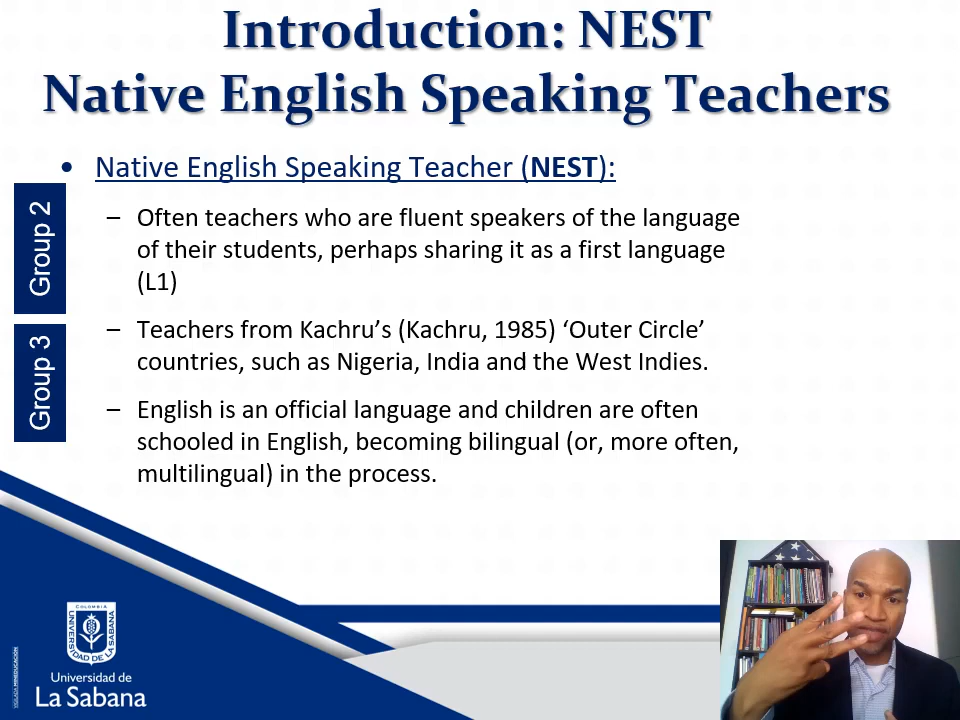 Introduction: NEST
Native English Speaking Teachers
• Native English Speaking Teacher (NEST):
– Often teachers who are fluent speakers of the language
of their students, perhaps sharing it as a first language
(L1)
– Teachers from Kachru’s (Kachru, 1985) ‘Outer Circle’
countries, such as Nigeria, India and the West Indies.
– English is an official language and children are often
schooled in English, becoming bilingual (or, more often,
multilingual) in the process.
Group 2
Group 3
COLOMBIA
UNIVERSIDAD DE LA SABANA
Universidad de
La Sabana
VIGILADA MINEDUCACIÓN